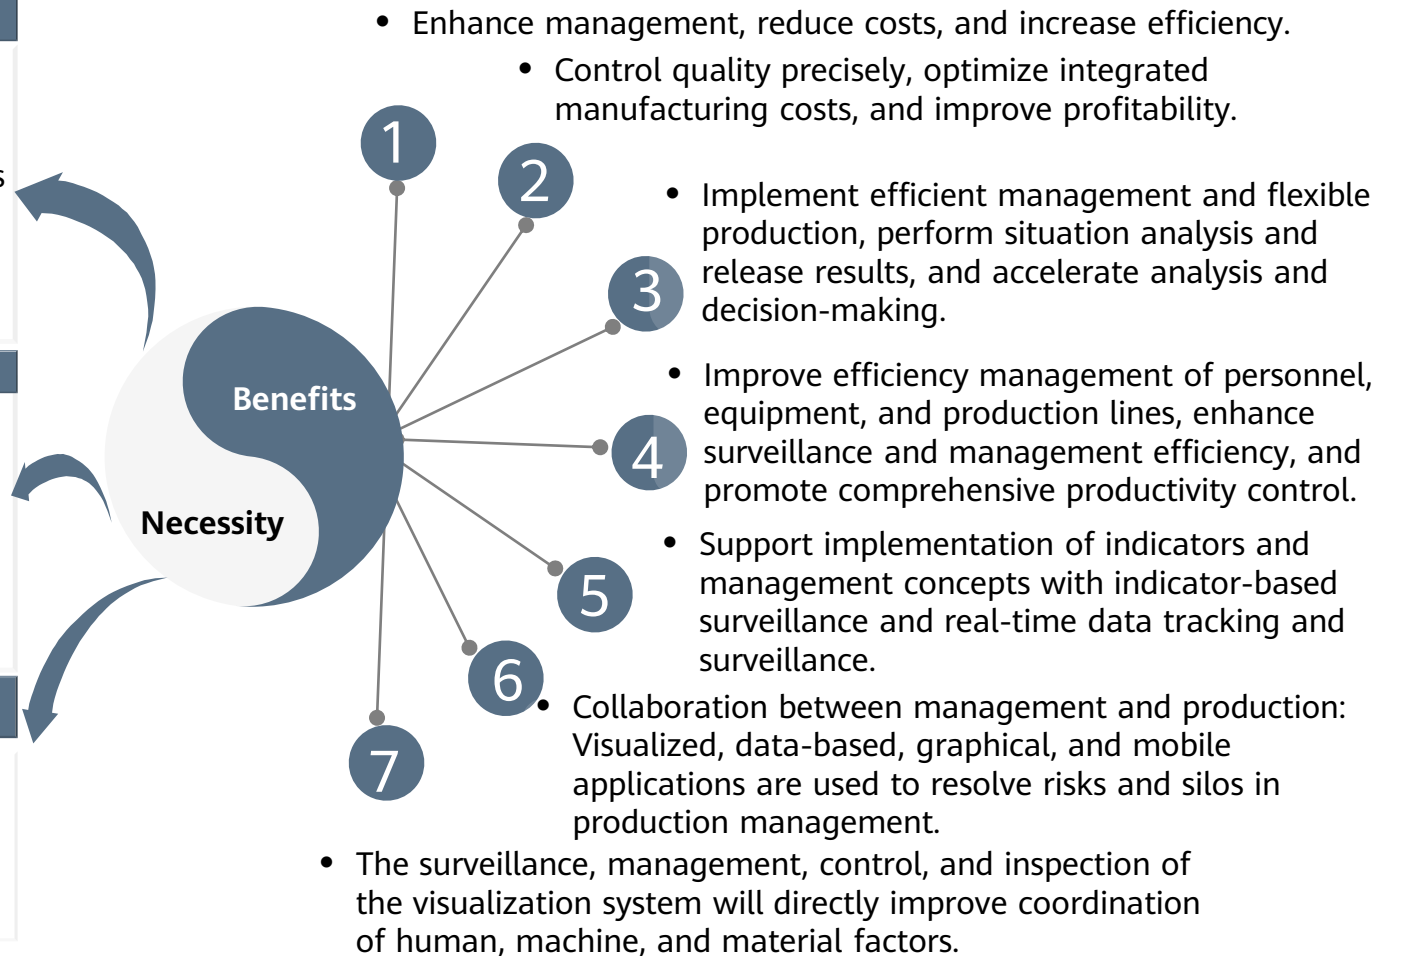 • Enhance management, reduce costs, and increase efficiency.
• Control quality precisely, optimize integrated
manufacturing costs, and improve profitability.
1
2
s
• Implement efficient management and flexible
production, perform situation analysis and
release results, and accelerate analysis and
decision-making.
3
Benefits
• Improve efficiency management of personnel,
equipment, and production lines, enhance
surveillance and management efficiency, and
promote comprehensive productivity control.
4
Necessity
• Support implementation of indicators and
management concepts with indicator-based
surveillance and real-time data tracking and
surveillance.
5
6
• Collaboration between management and production:
Visualized, data-based, graphical, and mobile
applications are used to resolve risks and silos in
production management.
7
• The surveillance, management, control, and inspection of
the visualization system will directly improve coordination
of human, machine, and material factors.